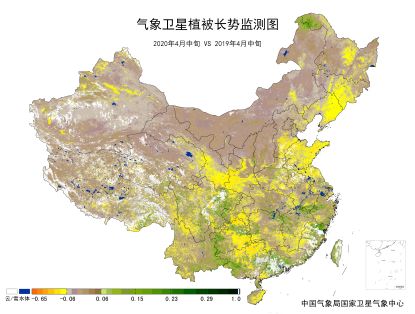 气象卫星植被长势监测图
2020年4月中旬 VS 2019年4月中旬
云/雪水体 -0.65 -0.06 0.06 0.15 0.23 0.29 1.0
中国气象局国家卫星气象中心